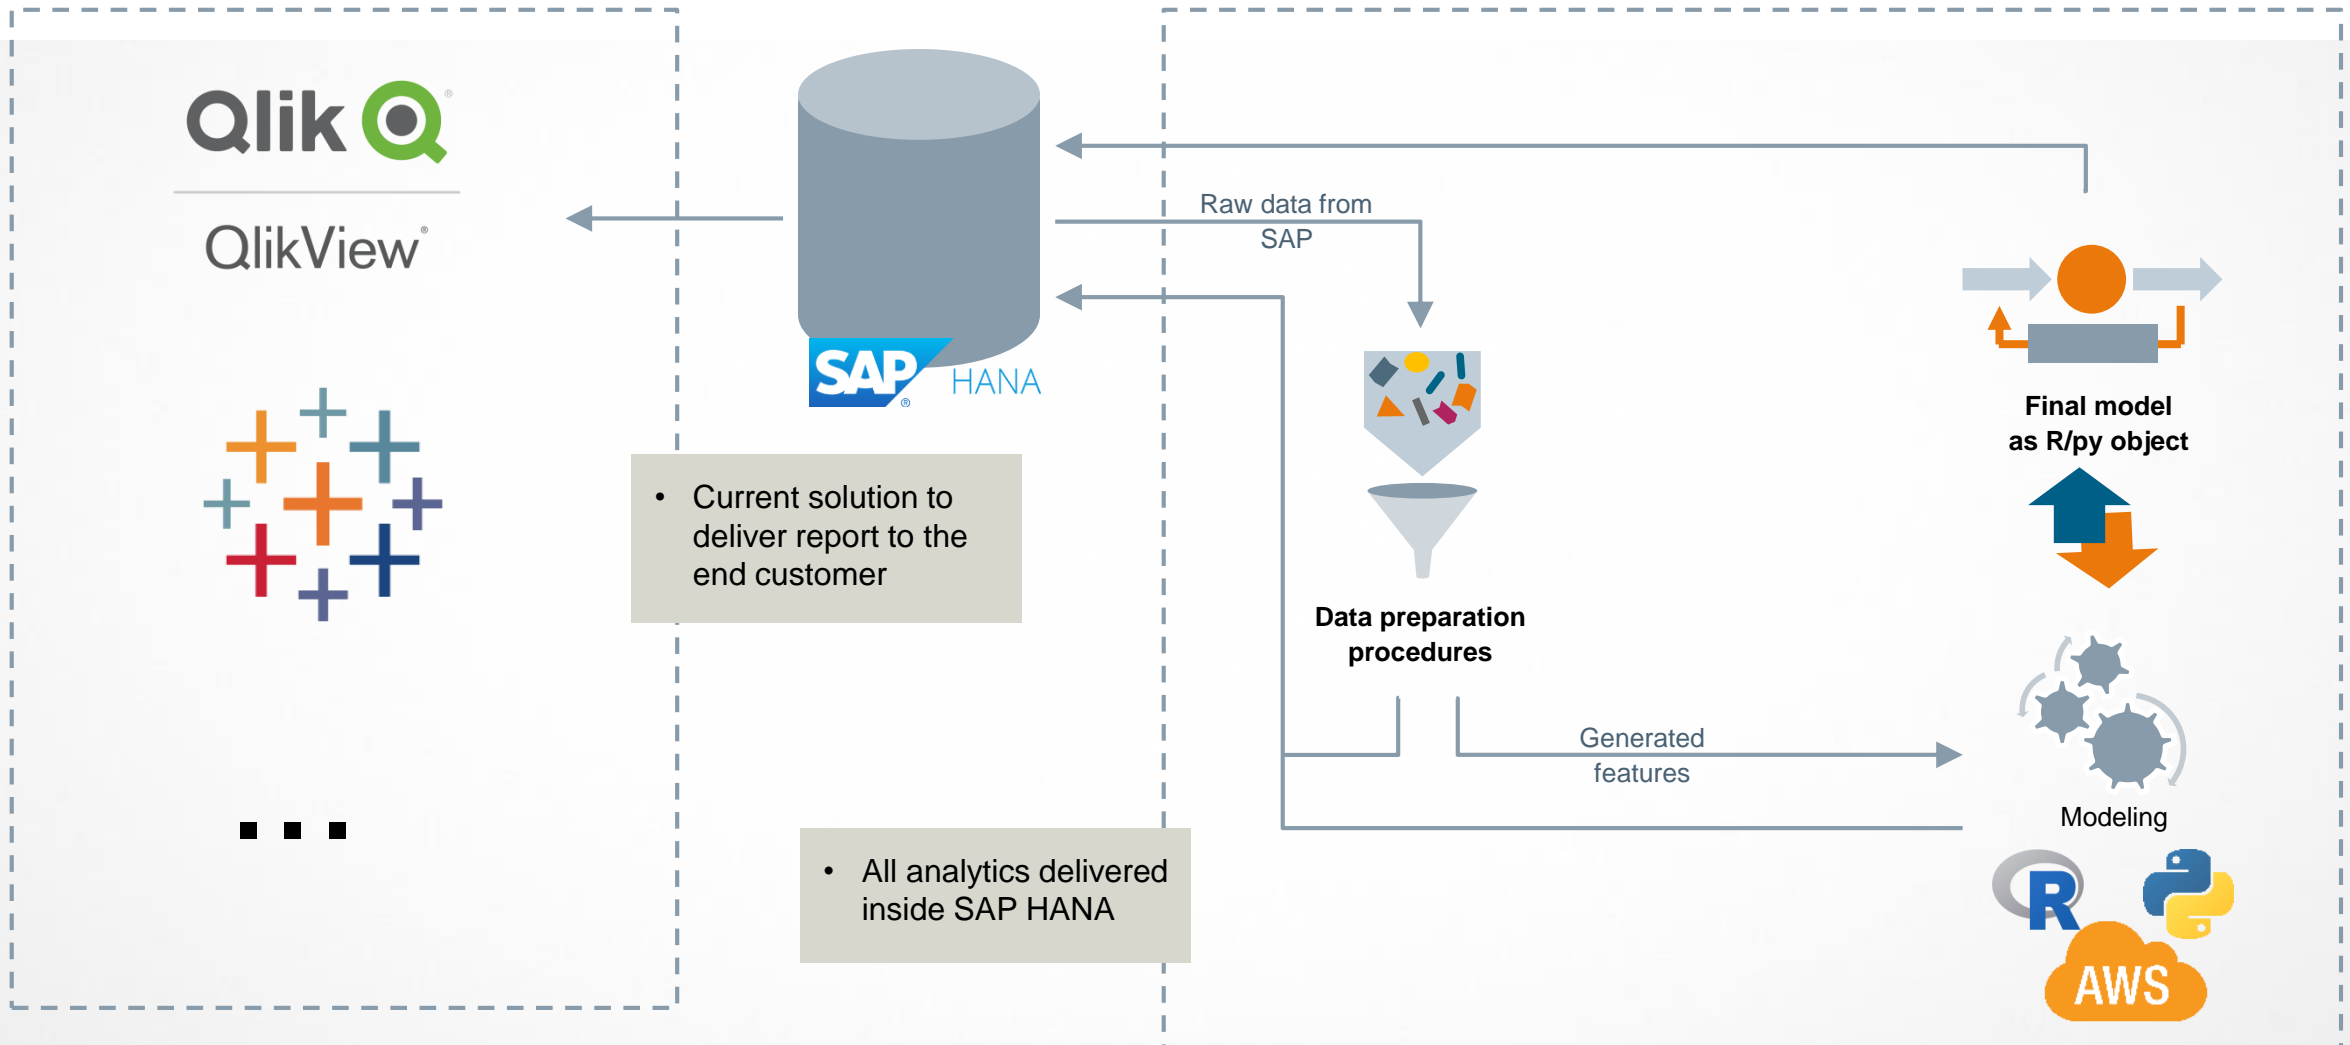 Qlik
QlikView
SAP HANA
Raw data from
SAP
• Current solution to
deliver report to the
end customer
• All analytics delivered
inside SAP HANA
Data preparation
procedures
Generated
features
Final model
as R/py object
Modeling
R
AWS